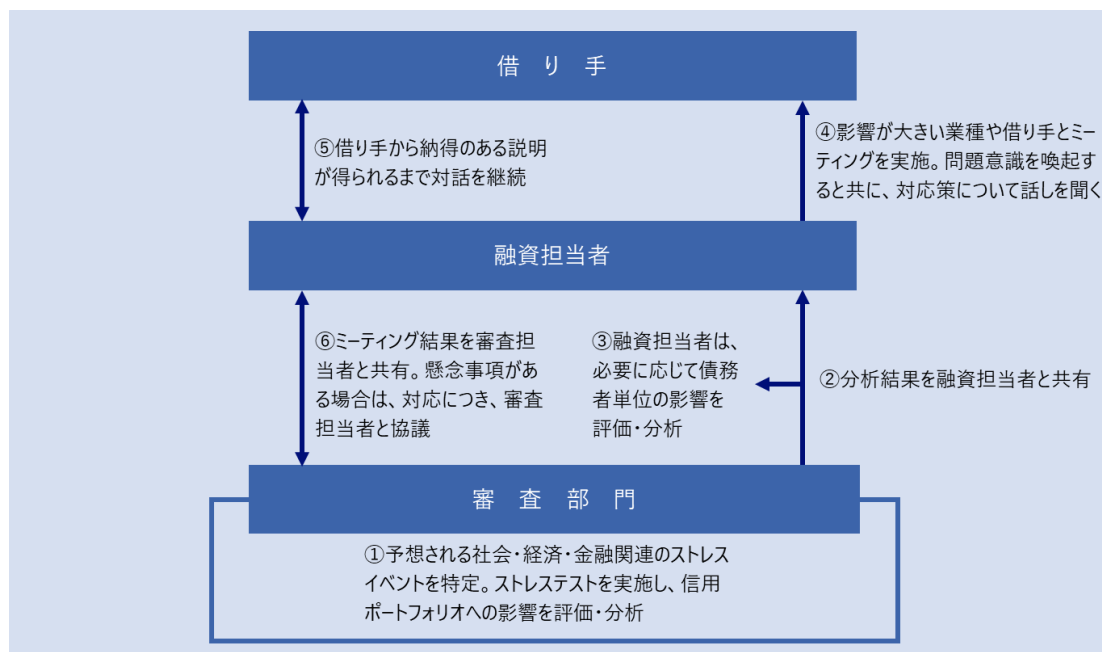 借 り 手
⑤借り手から納得のある説明
が得られるまで対話を継続
④影響が大きい業種や借り手とミ
ーティングを実施。問題意識を喚起す
ると共に、対応策について話しを聞く
融資担当者
⑥ミーティング結果を審査担
当者と共有。懸念事項があ
る場合は、対応につき、審査
担当者と協議
③融資担当者は、
必要に応じて債務
者単位の影響を
評価・分析
②分析結果を融資担当者と共有
審 査 部 門
①予想される社会・経済・金融関連のストレス
イベントを特定。ストレステストを実施し、信用
ポートフォリオへの影響を評価・分析